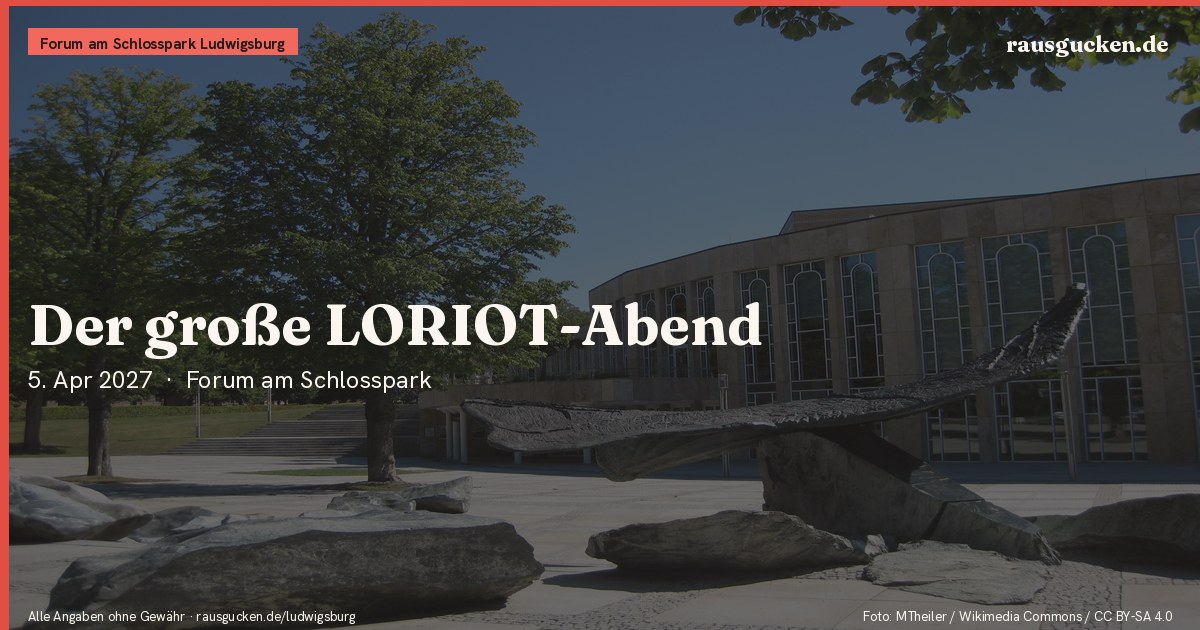 Forum am Schlosspark Ludwigsburg
rausgucken.de
Der große LORIOT-Abend
5. Apr 2027 · Forum am Schlosspark
Alle Angaben ohne Gewähr · rausgucken.de/ludwigsburg
Foto: MTheiler / Wikimedia Commons / CC BY-SA 4.0